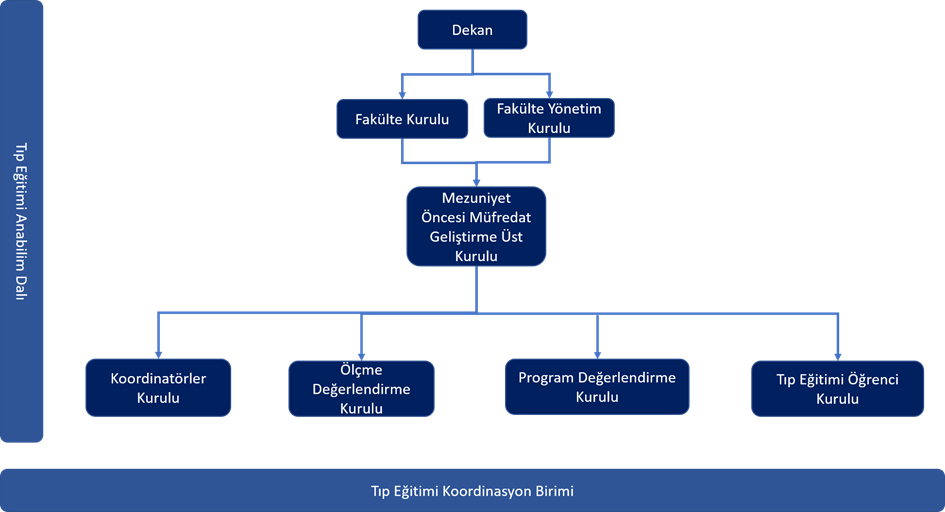 Dekan
Fakülte Kurulu
Fakülte Yönetim
Kurulu
Mezuniyet
Öncesi Müfredat
Geliştirme Üst
Kurulu
Koordinatörler
Kurulu
Ölçme
Değerlendirme
Kurulu
Program Değerlendirme
Kurulu
Tıp Eğitimi Öğrenci
Kurulu
Tıp Eğitimi Anabilim Dalı
Tıp Eğitimi Koordinasyon Birimi